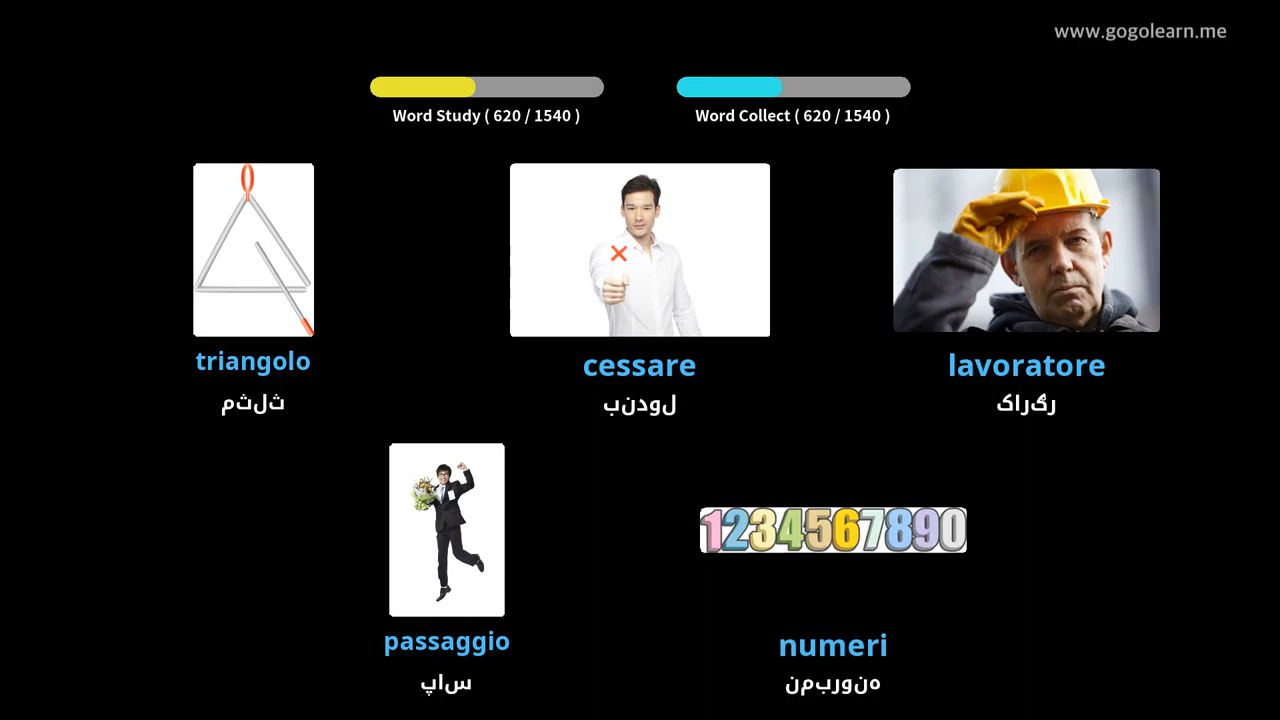 www.gogolearn.me
Word Study ( 620 / 1540 )
Word Collect ( 620 / 1540 )
triangolo
ثلثم
cessare
لودنب
lavoratore
رگراک
passaggio
ساپ
1234567890
numeri
هنوربمن